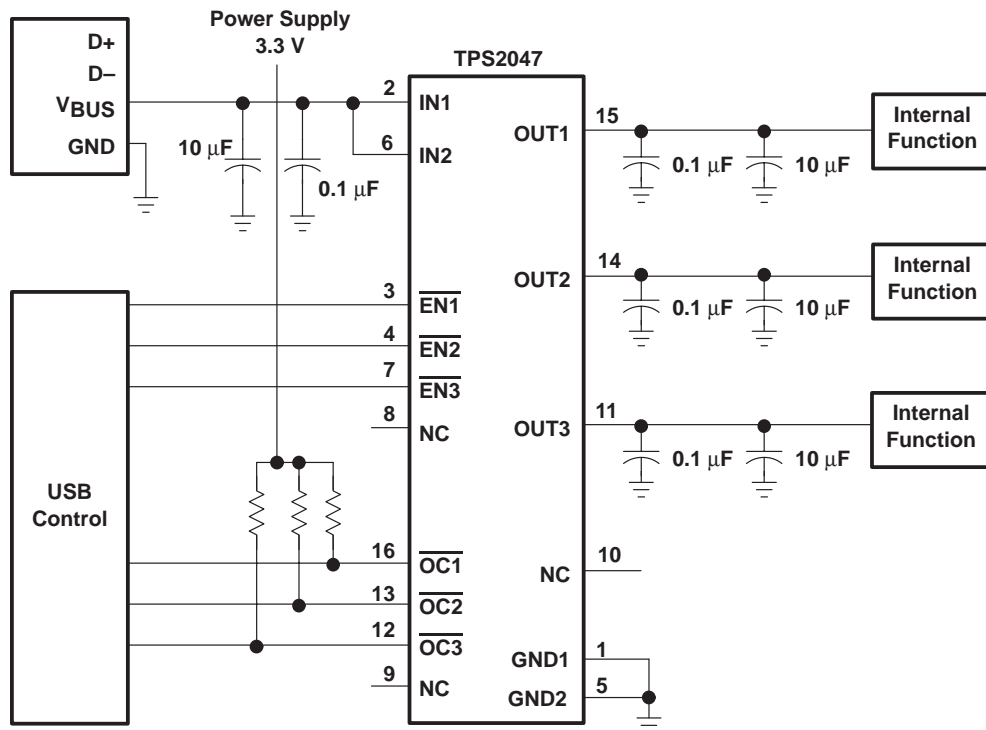 Power Supply
3.3 V
TPS2047
D+
D–
VBUS
GND
10 μF
0.1 μF
2
IN1
6
IN2
3
EN1
4
EN2
7
EN3
8
NC
USB
Control
16
OC1
13
OC2
12
OC3
9
NC
OUT1
15
0.1 μF
10 μF
Internal
Function
OUT2
14
0.1 μF
10 μF
Internal
Function
OUT3
11
0.1 μF
10 μF
Internal
Function
NC
10
GND1
1
GND2
5